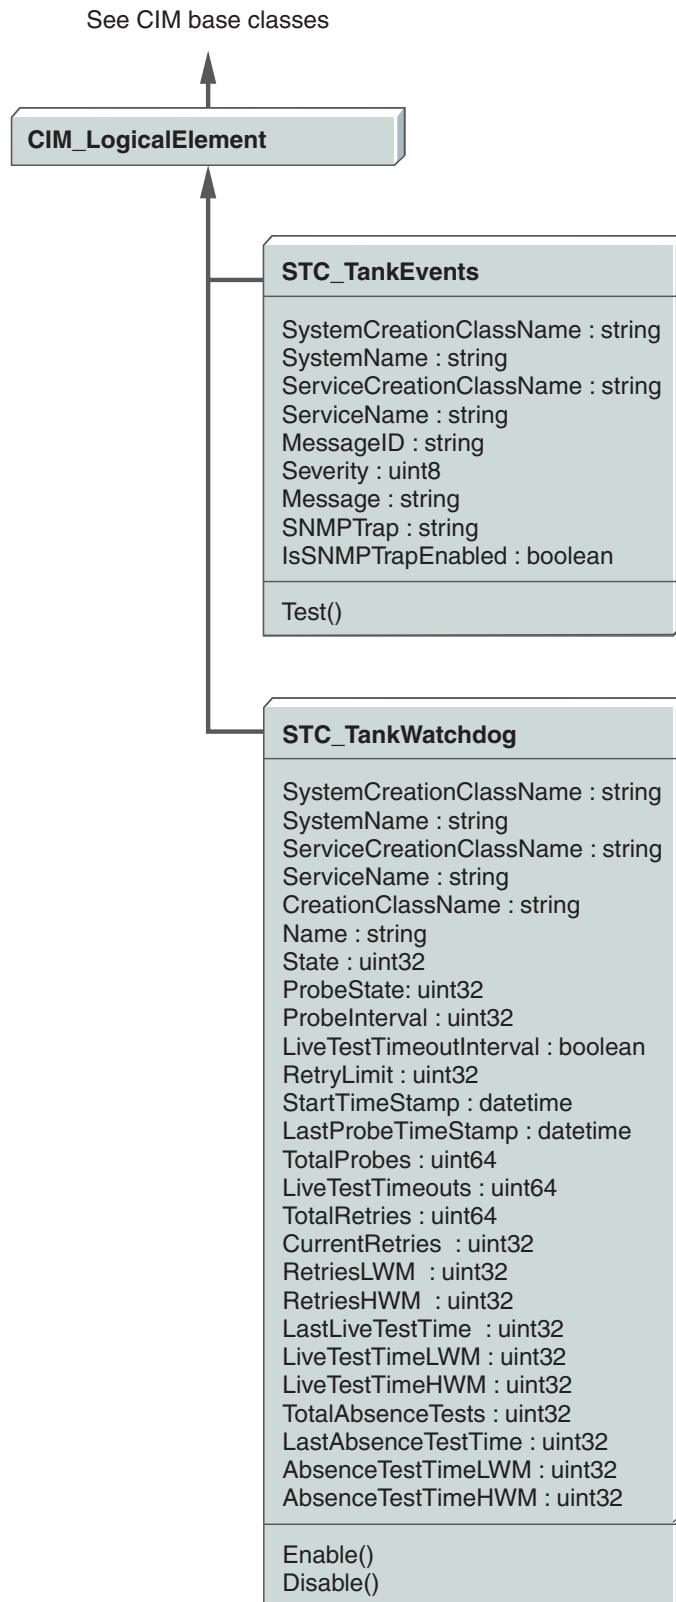 See CIM base classes
CIM_LogicalElement
STC_TankEvents
SystemCreationClassName : string
SystemName : string
ServiceCreationClassName : string
ServiceName : string
MessageID : string
Severity : uint8
Message : string
SNMPTrap : string
IsSNMPTrapEnabled : boolean
Test()
STC_TankWatchdog
SystemCreationClassName : string
SystemName : string
ServiceCreationClassName : string
ServiceName : string
CreationClassName : string
Name : string
State : uint32
ProbeState: uint32
ProbeInterval : uint32
LiveTestTimeoutInterval : boolean
RetryLimit : uint32
StartTimeStamp : datetime
LastProbeTimeStamp : datetime
TotalProbes : uint64
LiveTestTimeouts : uint64
TotalRetries : uint64
CurrentRetries : uint32
RetriesLWM : uint32
RetriesHWM : uint32
LastLiveTestTime : uint32
LiveTestTimeLWM : uint32
LiveTestTimeHWM : uint32
TotalAbsenceTests : uint32
LastAbsenceTestTime : uint32
AbsenceTestTimeLWM : uint32
AbsenceTestTimeHWM : uint32
Enable()
Disable()